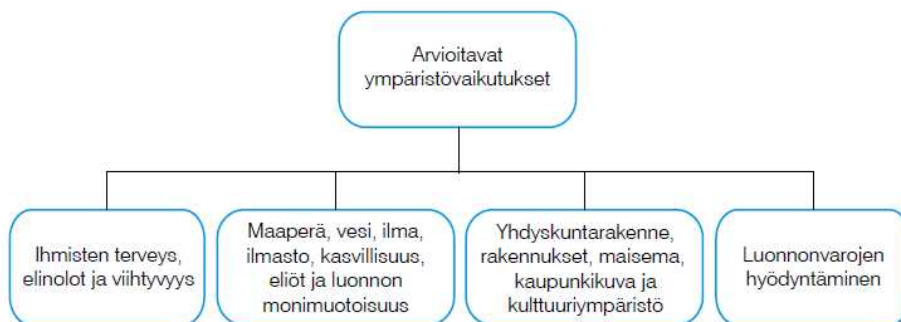 Arvioitavat
ympäristövaikutukset
Ihmisten terveys,
elinolot ja viihtyvyys
Maaperä, vesi, ilma,
ilmasto, kasvillisuus,
eliöt ja luonnon
monimuotoisuus
Yhdyskuntarakenne,
rakennukset, maisema,
kaupunkikuva ja
kulttuuriympäristö
Luonnonvarojen
hyödyntäminen